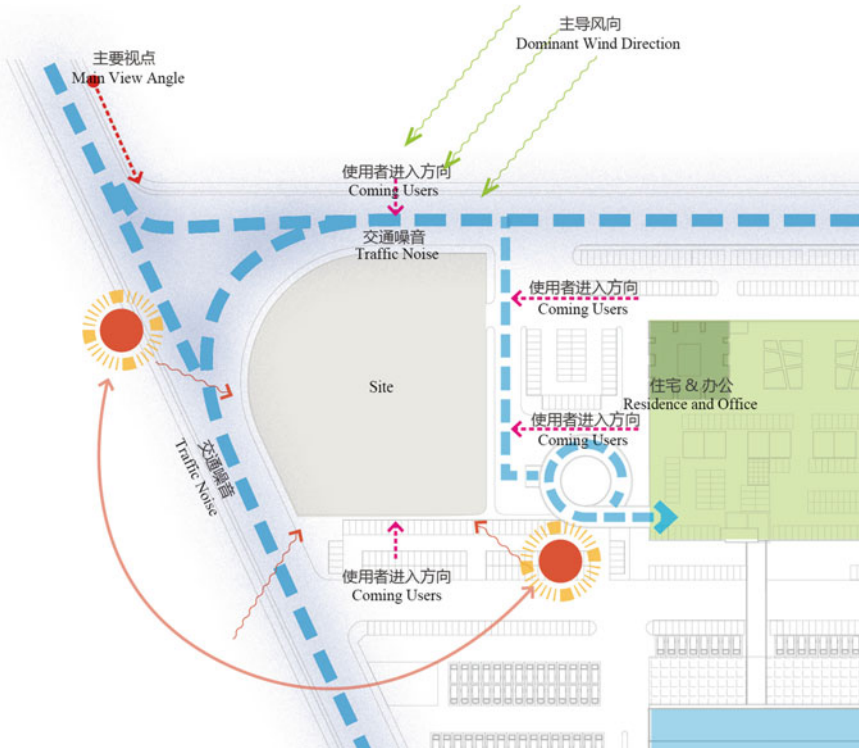 主导风向
Dominant Wind Direction
主要视点
Main View Angle
使用者进入方向
Coming Users
交通噪音
Traffic Noise
使用者进入方向
Coming Users
Site
住宅 & 办公
Residence and Office
使用者进入方向
Coming Users
交通噪音
Traffic Noise
使用者进入方向
Coming Users